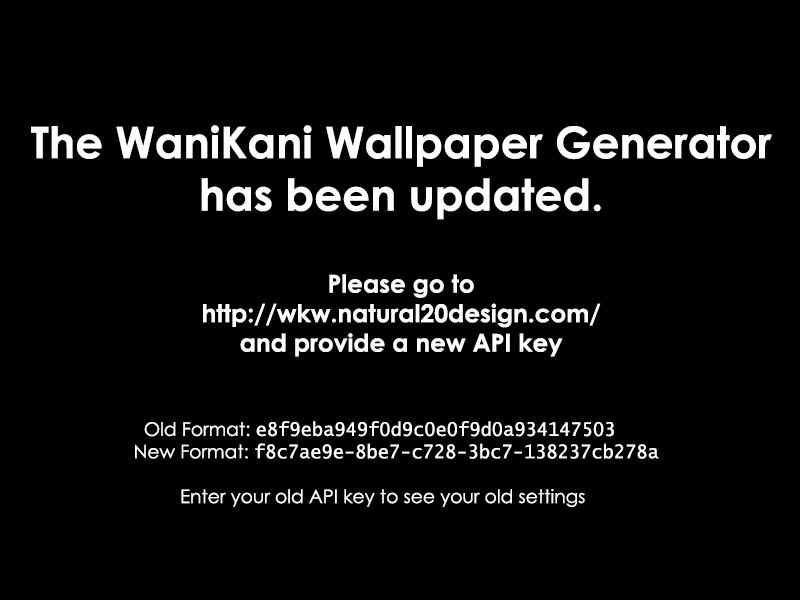 The WaniKani Wallpaper Generator
has been updated.
Please go to
http://wkw.natural20design.com/
and provide a new API key
Old Format: e8f9eba949f0d9c0e0f9d0a934147503
New Format: f8c7ae9e-8be7-c728-3bc7-138237cb278a
Enter your old API key to see your old settings